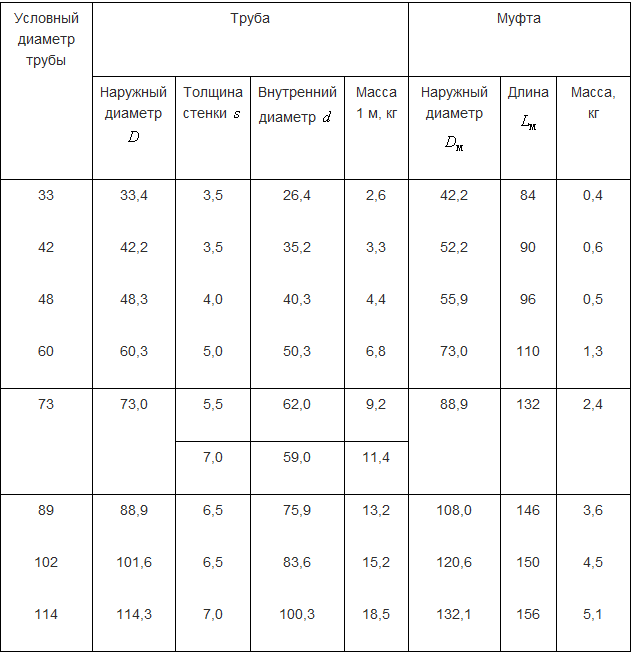 Условный диаметр трубы Труба Муфта
Наружный диаметр D Толщина стенки s Внутренний диаметр d Масса 1 м, кг Наружный диаметр Dм Длина Lм Масса, кг
33 33,4 3,5 26,4 2,6 42,2 84 0,4
42 42,2 3,5 35,2 3,3 52,2 90 0,6
48 48,3 4,0 40,3 4,4 55,9 96 0,5
60 60,3 5,0 50,3 6,8 73,0 110 1,3
73 73,0 5,5 62,0 9,2 88,9 132 2,4
7,0 59,0 11,4
89 88,9 6,5 75,9 13,2 108,0 146 3,6
102 101,6 6,5 83,6 15,2 120,6 150 4,5
114 114,3 7,0 100,3 18,5 132,1 156 5,1